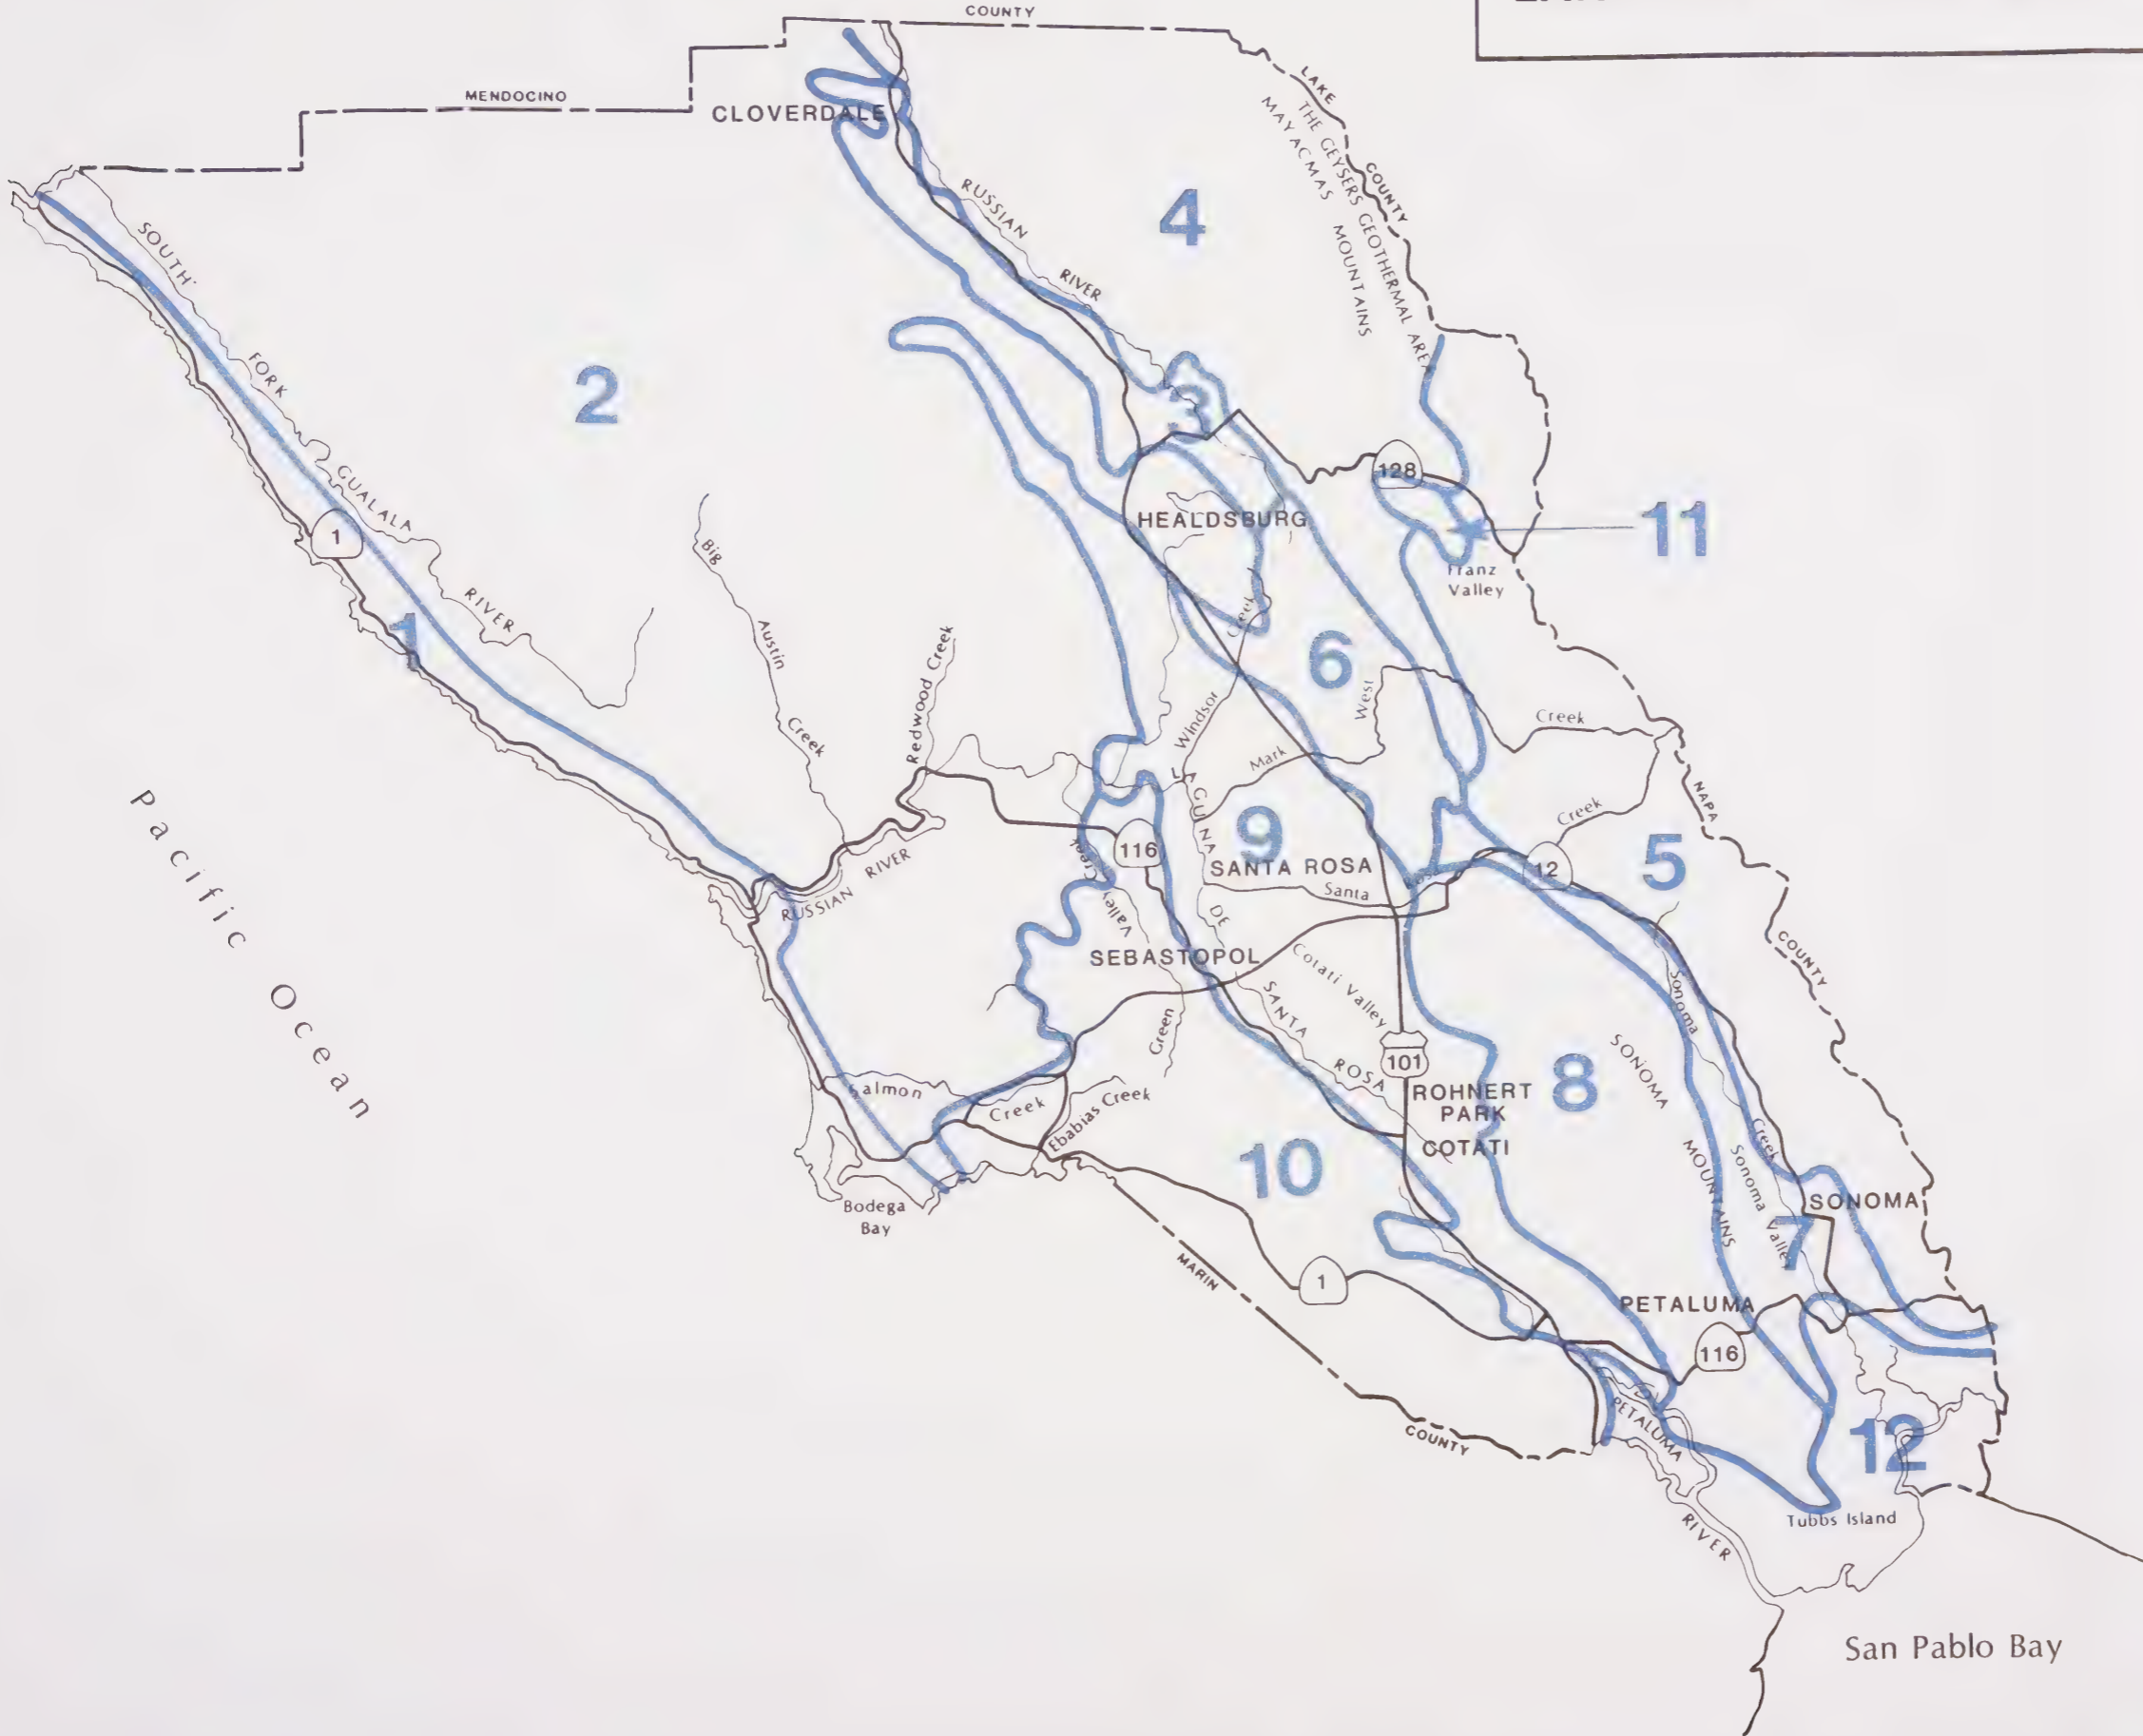 COUNTY
MENDOCINO
CLOVERDALE
LAKE
COUNTY
THE GEYSERS GEOTHERMAL AREA
MAYACMAS MOUNTAINS
RUSSIAN
RIVER
4
SOUTH
FORK
GUALALA
RIVER
2
3
128
HEALDSBURG
11
Franz
Valley
1
1
Big
Austin
Creek
Redwood Creek
Creek
Windsor
6
West
Mark
Creek
Creek
NAPA
COUNTY
Pacific Ocean
RUSSIAN RIVER
116
Creek
Valley
Green
LAGUNA
DE
SANTA
ROSA
9
SANTA ROSA
Santa
Rosa
12
5
SEBASTOPOL
Cotati Valley
101
Sonoma
Creek
SONOMA
MOUNTAINS
8
ROHNERT
PARK
COTATI
Salmon
Creek
Ebabias Creek
10
Bodega
Bay
Sonoma Valley
SONOMA
7
MARIN
COUNTY
1
PETALUMA
116
PETALUMA
RIVER
12
Tubbs Island
San Pablo Bay